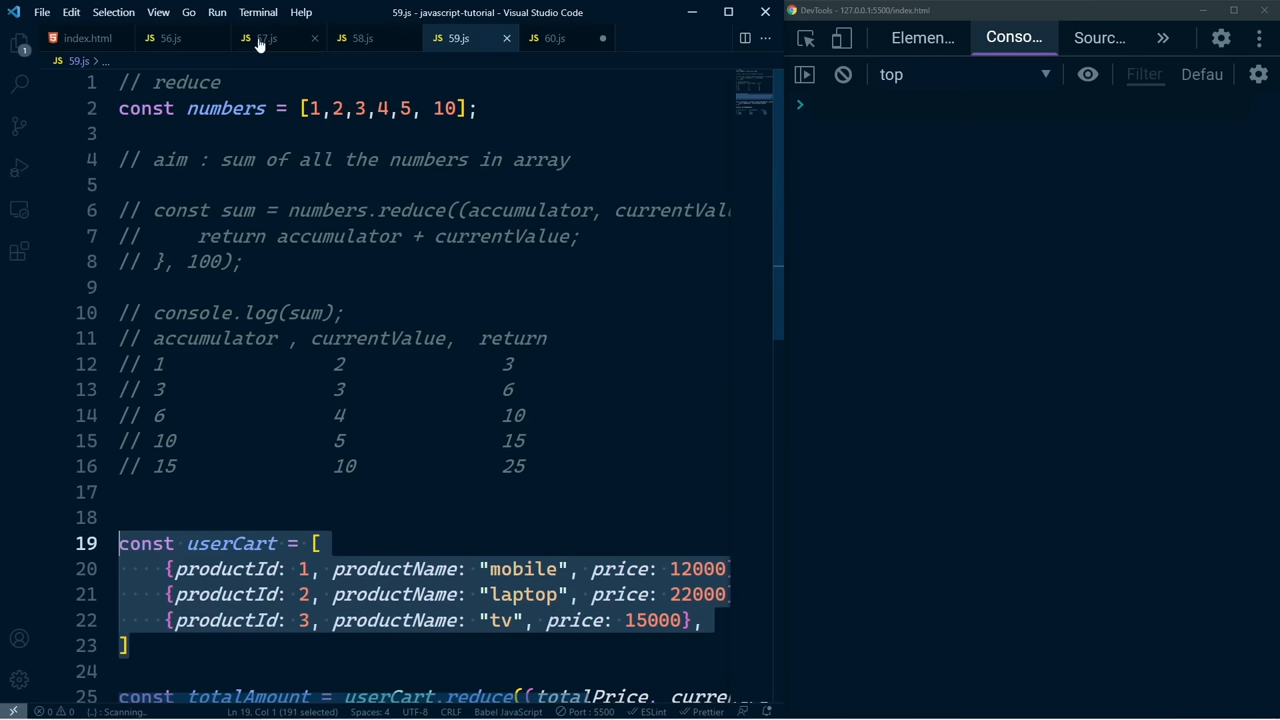 File Edit Selection View Go Run Terminal Help 59.js - javascript-tutorial - Visual Studio Code
DevTools - 127.0.0.1:5500/index.html
index.html 56.js 57.js 58.js 59.js 60.js
Elemen... Conso... Sourc...
59.js > ...
top Filter Defau
1 // reduce
2 const numbers = [1,2,3,4,5, 10];
3
4 // aim : sum of all the numbers in array
5
6 // const sum = numbers.reduce((accumulator, currentValu
7 // return accumulator + currentValue;
8 // }, 100);
9
10 // console.log(sum);
11 // accumulator , currentValue, return
12 // 1 2 3
13 // 3 3 6
14 // 6 4 10
15 // 10 5 15
16 // 15 10 25
17
18
19 const userCart = [
20 {productId: 1, productName: "mobile", price: 12000}
21 {productId: 2, productName: "laptop", price: 22000}
22 {productId: 3, productName: "tv", price: 15000},
23 ]
24
25 const totalAmount = userCart.reduce((totalPrice, curre
0 0 {..}: Scanning.. Ln 19, Col 1 (191 selected) Spaces: 4 UTF-8 CRLF Babel JavaScript Port : 5500 ESLint Prettier